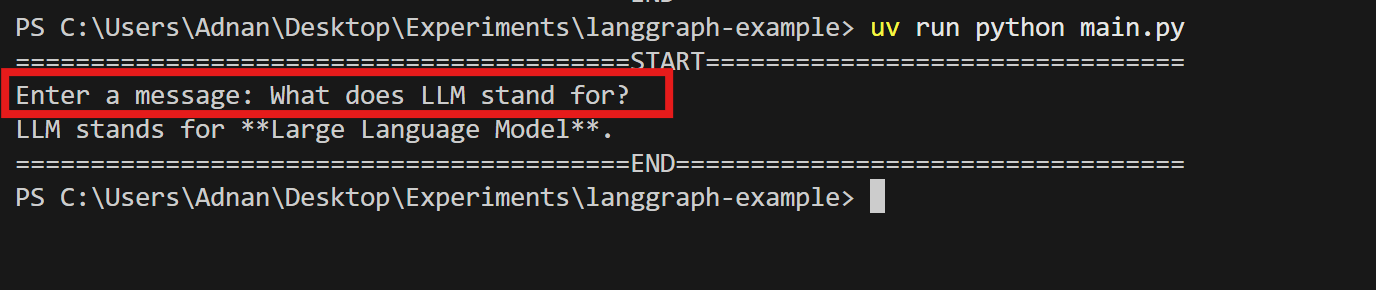 END
PS C:\Users\Adnan\Desktop\Experiments\langgraph-example> uv run python main.py
=========================================START================================
Enter a message: What does LLM stand for?
LLM stands for **Large Language Model**.
=========================================END==================================
PS C:\Users\Adnan\Desktop\Experiments\langgraph-example>